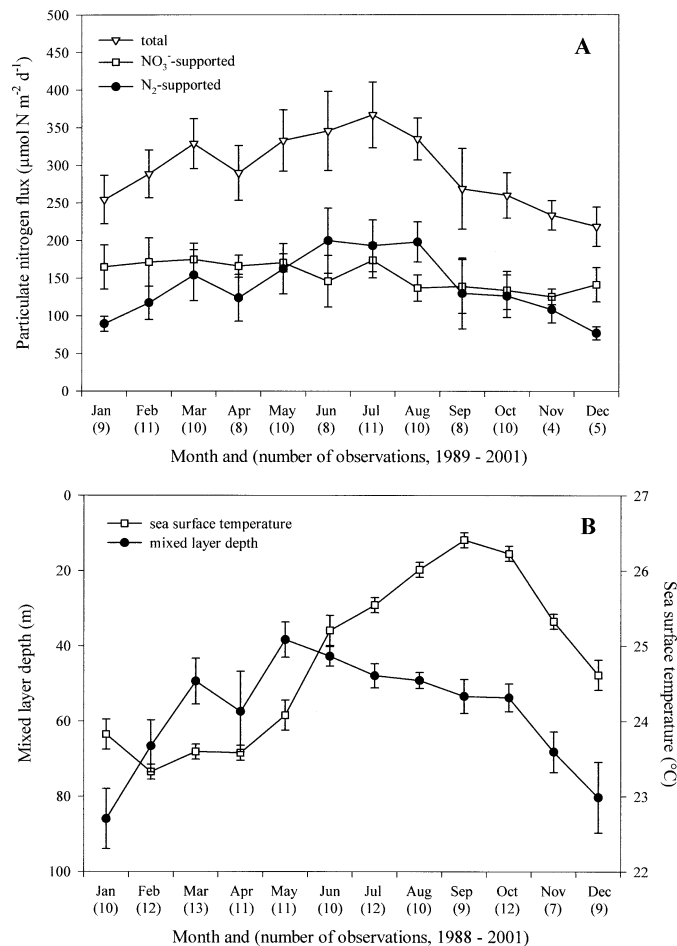 500
450
400
350
300
250
200
150
100
50
0
Particulate nitrogen flux (μmol N m-2 d-1)
total
NO3--supported
N2-supported
A
Jan Feb Mar Apr May Jun Jul Aug Sep Oct Nov Dec
(9) (11) (10) (8) (10) (8) (11) (10) (8) (10) (4) (5)
Month and (number of observations, 1989 - 2001)
0
20
40
60
80
100
Mixed layer depth (m)
sea surface temperature
mixed layer depth
B
27
26
25
24
23
22
Sea surface temperature (°C)
Jan Feb Mar Apr May Jun Jul Aug Sep Oct Nov Dec
(10) (12) (13) (11) (11) (10) (12) (10) (9) (12) (7) (9)
Month and (number of observations, 1988 - 2001)